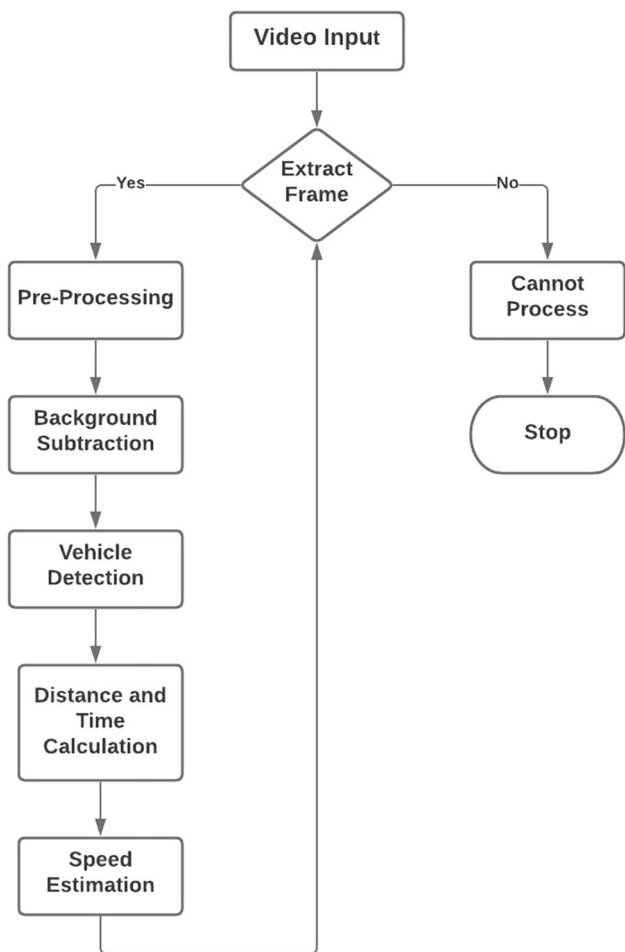 Video Input
Extract
Frame
Yes
No
Pre-Processing
Cannot
Process
Background
Subtraction
Stop
Vehicle
Detection
Distance and
Time
Calculation
Speed
Estimation